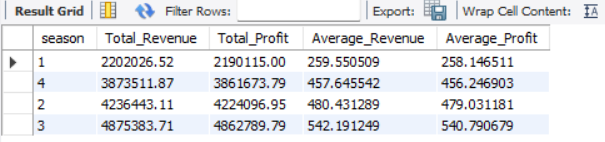 Result Grid Filter Rows: Export: Wrap Cell Content: IA
season Total_Revenue Total_Profit Average_Revenue Average_Profit
1 2202026.52 2190115.00 259.550509 258.146511
4 3873511.87 3861673.79 457.645542 456.246903
2 4236443.11 4224096.95 480.431289 479.031181
3 4875383.71 4862789.79 542.191249 540.790679